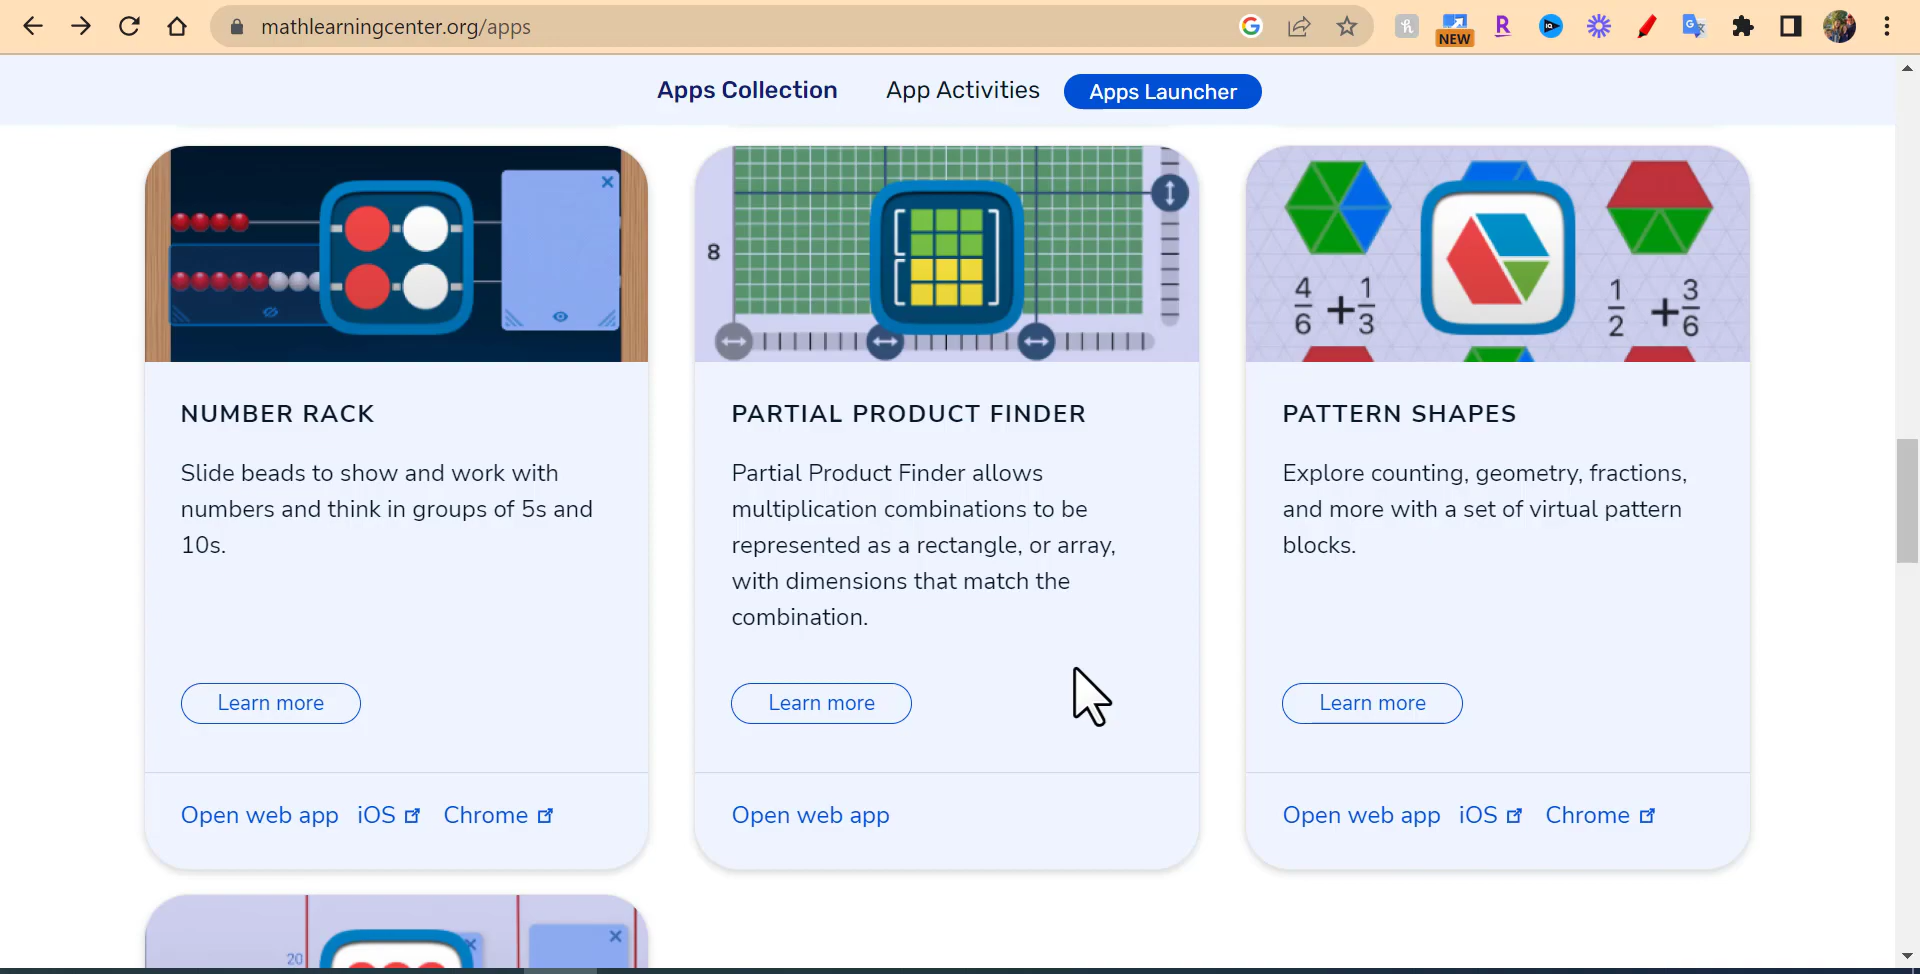 mathlearningcenter.org/apps
NEW
Apps Collection App Activities Apps Launcher
8
4/6 + 1/3
1/2 + 3/6
NUMBER RACK
Slide beads to show and work with
numbers and think in groups of 5s and
10s.
Learn more
Open web app iOS Chrome
PARTIAL PRODUCT FINDER
Partial Product Finder allows
multiplication combinations to be
represented as a rectangle, or array,
with dimensions that match the
combination.
Learn more
Open web app
PATTERN SHAPES
Explore counting, geometry, fractions,
and more with a set of virtual pattern
blocks.
Learn more
Open web app iOS Chrome
20